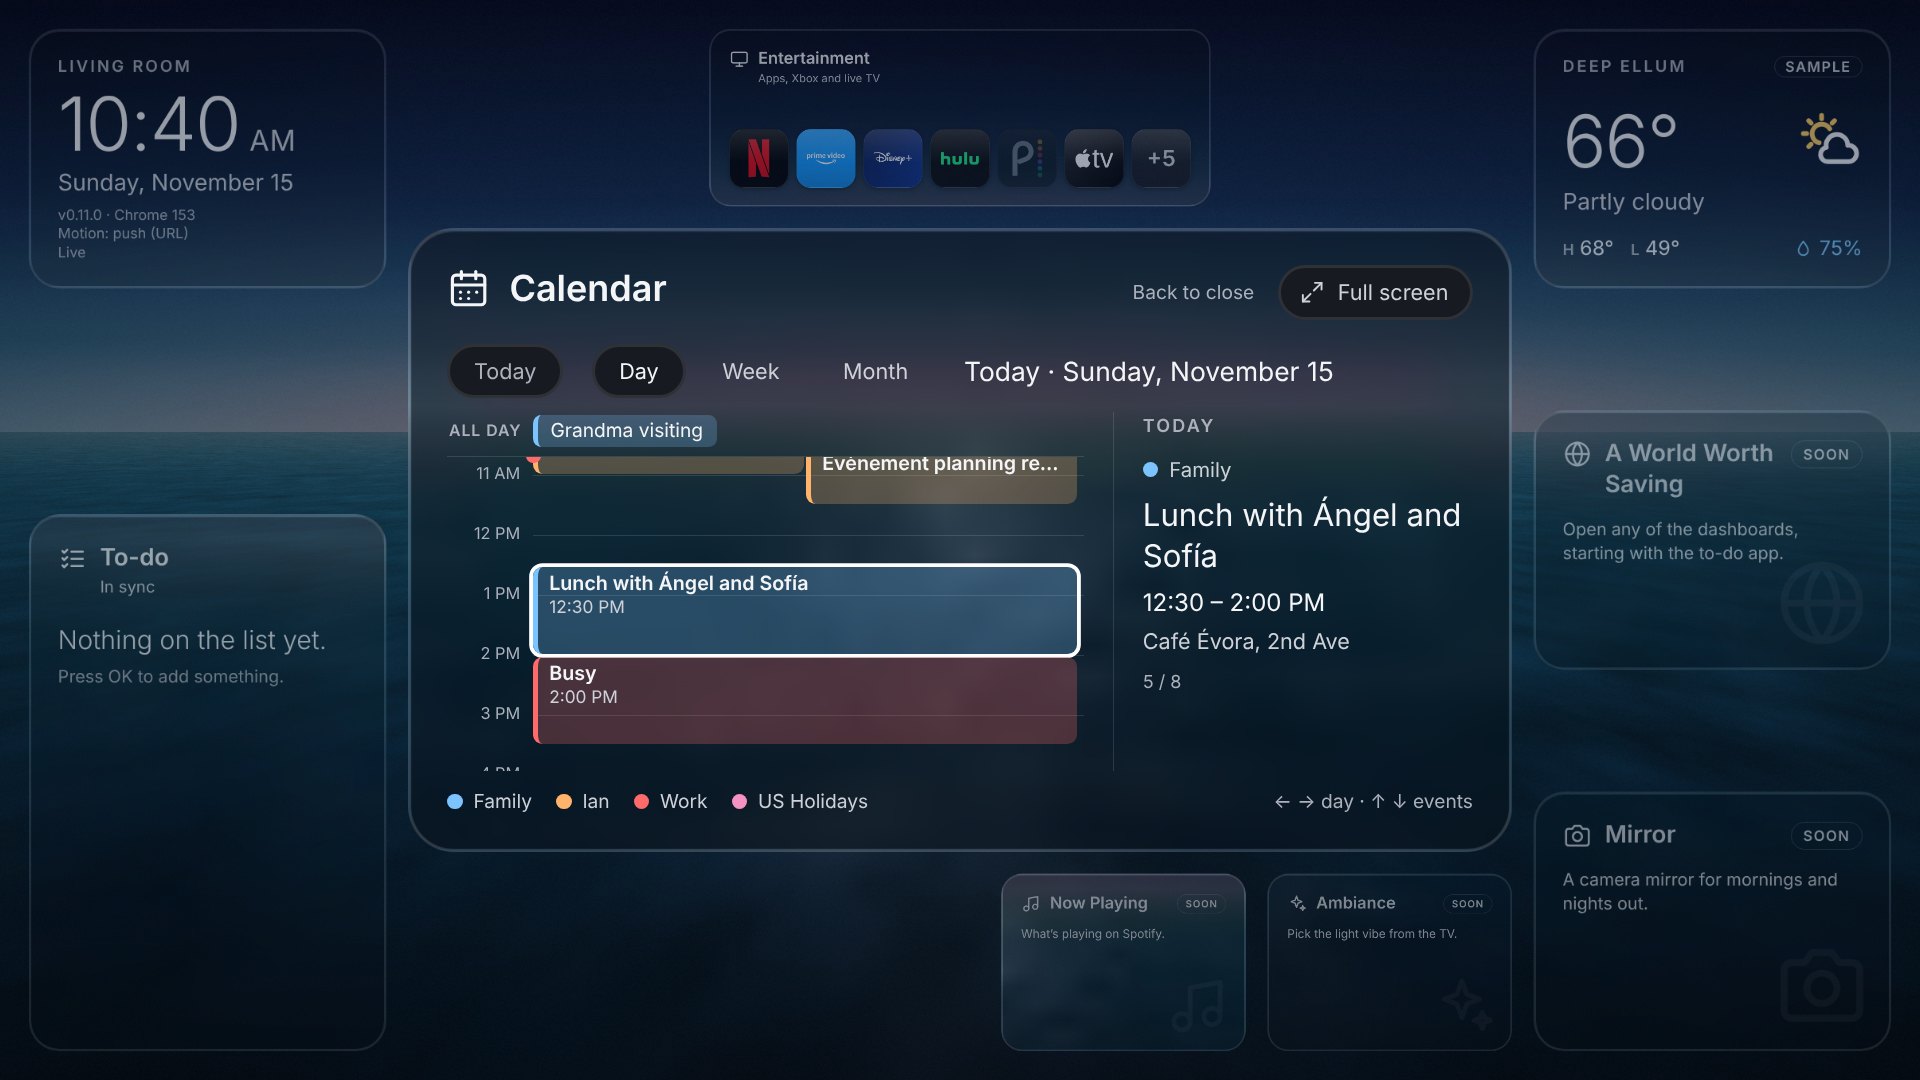 LIVING ROOM
10:40 AM
Sunday, November 15
v0.11.0 · Chrome 153
Motion: push (URL)
Live
Entertainment
Apps, Xbox and live TV
N
prime video
Disney+
hulu
P
tv
+5
DEEP ELLUM
SAMPLE
66°
Partly cloudy
H 68° L 49°
75%
Calendar
Back to close
Full screen
Today
Day
Week
Month
Today · Sunday, November 15
ALL DAY
Grandma visiting
11 AM
Événement planning re...
12 PM
1 PM
Lunch with Ángel and Sofía
12:30 PM
2 PM
Busy
2:00 PM
3 PM
4 PM
TODAY
Family
Lunch with Ángel and
Sofía
12:30 – 2:00 PM
Café Évora, 2nd Ave
5 / 8
Family
Ian
Work
US Holidays
← → day · ↑ ↓ events
To-do
In sync
Nothing on the list yet.
Press OK to add something.
A World Worth
Saving
SOON
Open any of the dashboards,
starting with the to-do app.
Mirror
SOON
A camera mirror for mornings and
nights out.
Now Playing
SOON
What's playing on Spotify.
Ambiance
SOON
Pick the light vibe from the TV.